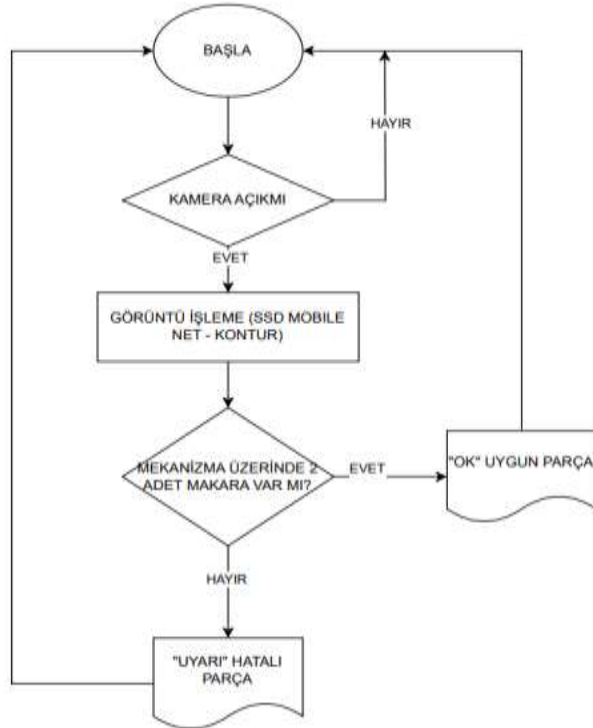 BAŞLA
HAYIR
KAMERA AÇIKMI
EVET
GÖRÜNTÜ İŞLEME (SSD MOBILE
NET - KONTUR)
MEKANİZMA ÜZERİNDE 2
ADET MAKARA VAR MI?
EVET
"OK" UYGUN PARÇA
HAYIR
"UYARI" HATALI
PARÇA